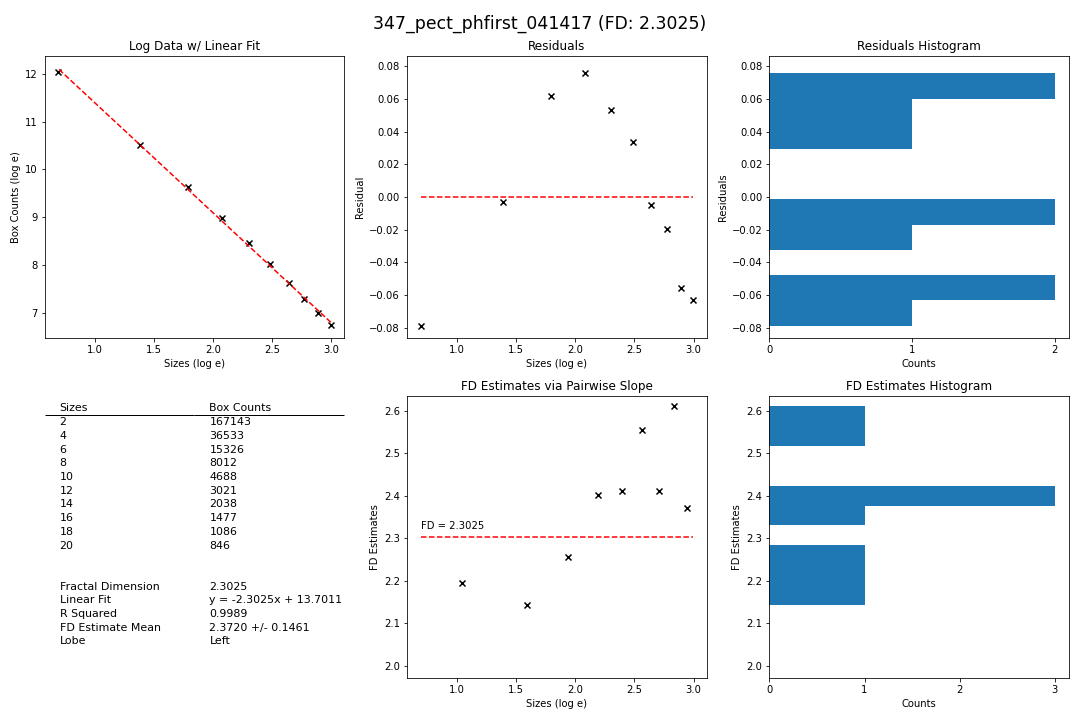 347_pect_phfirst_041417 (FD: 2.3025)
Log Data w/ Linear Fit
Box Counts (log e)
12
11
10
9
8
7
1.0 1.5 2.0 2.5 3.0
Sizes (log e)
Residuals
Residual
0.08
0.06
0.04
0.02
0.00
−0.02
−0.04
−0.06
−0.08
1.0 1.5 2.0 2.5 3.0
Sizes (log e)
Residuals Histogram
Residuals
0.08
0.06
0.04
0.02
0.00
−0.02
−0.04
−0.06
−0.08
0 1 2
Counts
Sizes Box Counts
2 167143
4 36533
6 15326
8 8012
10 4688
12 3021
14 2038
16 1477
18 1086
20 846
Fractal Dimension 2.3025
Linear Fit y = -2.3025x + 13.7011
R Squared 0.9989
FD Estimate Mean 2.3720 +/- 0.1461
Lobe Left
FD Estimates via Pairwise Slope
FD Estimates
2.6
2.5
2.4
2.3
2.2
2.1
2.0
FD = 2.3025
1.0 1.5 2.0 2.5 3.0
Sizes (log e)
FD Estimates Histogram
FD Estimates
2.6
2.5
2.4
2.3
2.2
2.1
2.0
0 1 2 3
Counts